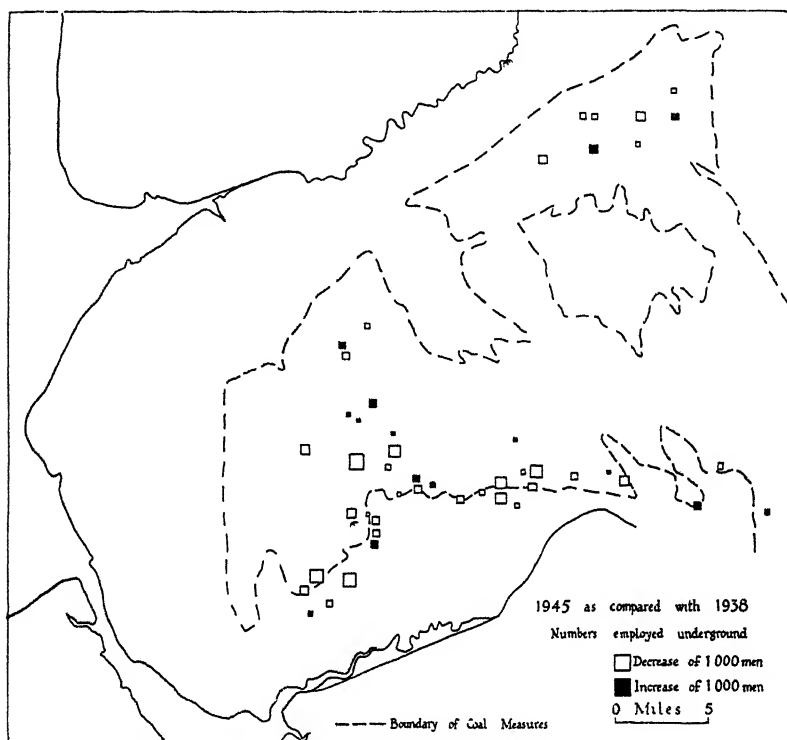 1945 as compared with 1938
Numbers employed underground
Decrease of 1000 men
Increase of 1000 men
0 Miles 5
Boundary of Coal Measures